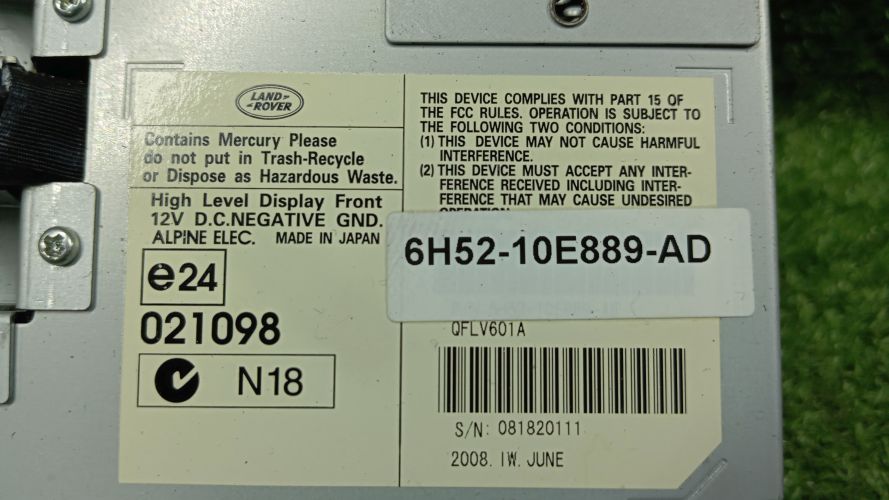 LAND-
-ROVER
Contains Mercury Please
do not put in Trash-Recycle
or Dispose as Hazardous Waste.
High Level Display Front
12V D.C.NEGATIVE GND.
ALPINE ELEC. MADE IN JAPAN
e24
021098
N18
THIS DEVICE COMPLIES WITH PART 15 OF
THE FCC RULES. OPERATION IS SUBJECT TO
THE FOLLOWING TWO CONDITIONS:
(1) THIS DEVICE MAY NOT CAUSE HARMFUL
INTERFERENCE.
(2) THIS DEVICE MUST ACCEPT ANY INTER-
FERENCE RECEIVED INCLUDING INTER-
FERENCE THAT MAY CAUSE UNDESIRED
OPERATION.
6H52-10E889-AD
QFLV601A
S/N: 081820111
2008. IW. JUNE